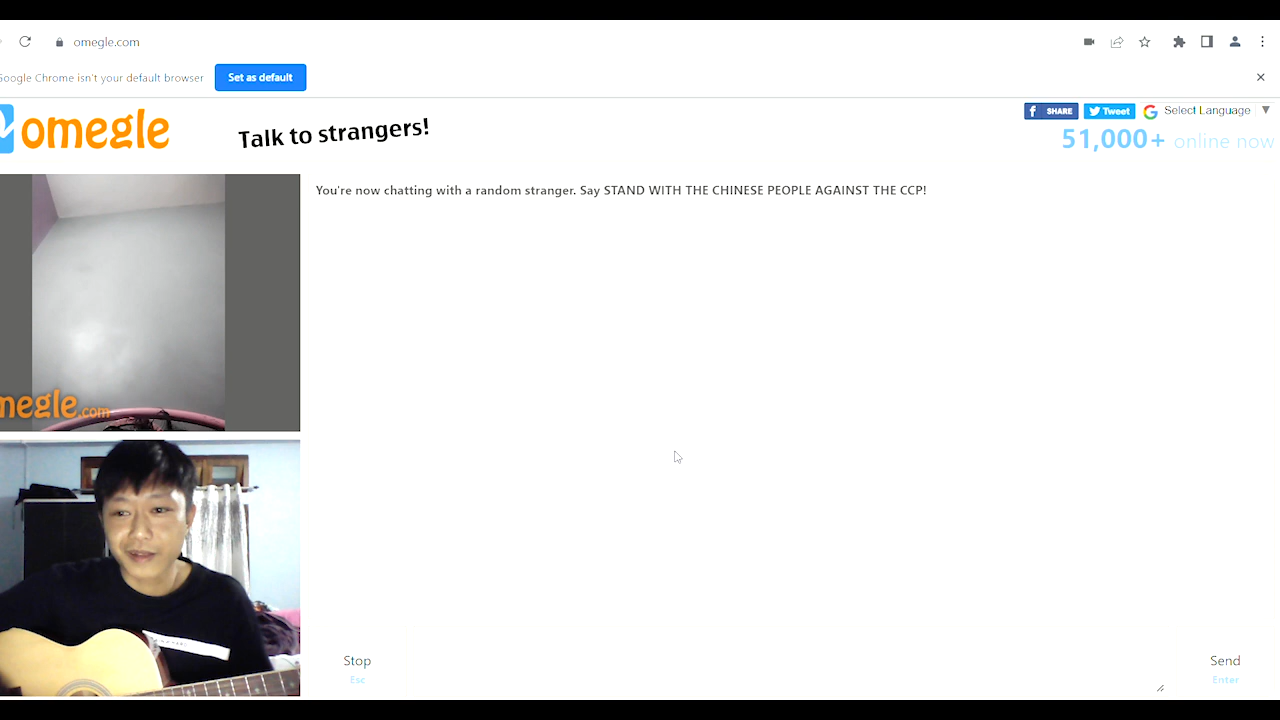 omegle.com
Google Chrome isn't your default browser
Set as default
omegle
Talk to strangers!
SHARE
Tweet
Select Language
51,000+ online now
You're now chatting with a random stranger. Say STAND WITH THE CHINESE PEOPLE AGAINST THE CCP!
megle.com
Stop
Esc
Send
Enter